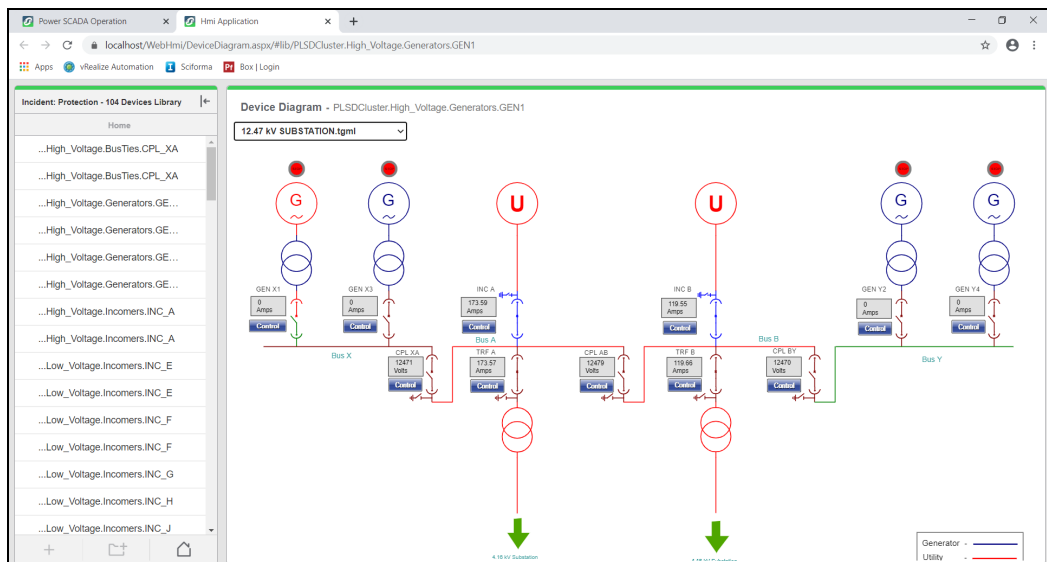 Power SCADA Operation
Hmi Application
localhost/WebHmi/DeviceDiagram.aspx/#lib/PLSDCluster.High_Voltage.Generators.GEN1
Apps
vRealize Automation
Sciforma
Box | Login
Incident: Protection - 104 Devices Library
Home
...High_Voltage.BusTies.CPL_XA
...High_Voltage.BusTies.CPL_XA
...High_Voltage.Generators.GE...
...High_Voltage.Generators.GE...
...High_Voltage.Generators.GE...
...High_Voltage.Generators.GE...
...High_Voltage.Incomers.INC_A
...High_Voltage.Incomers.INC_A
...Low_Voltage.Incomers.INC_E
...Low_Voltage.Incomers.INC_E
...Low_Voltage.Incomers.INC_F
...Low_Voltage.Incomers.INC_F
...Low_Voltage.Incomers.INC_G
...Low_Voltage.Incomers.INC_H
...Low_Voltage.Incomers.INC_J
Device Diagram - PLSDCluster.High_Voltage.Generators.GEN1
12.47 kV SUBSTATION.tgml
G G U U G G
GEN X1 GEN X3 INC A INC B GEN Y2 GEN Y4
0 0 173.59 119.55 0 0
Amps Amps Amps Amps Amps Amps
Control Control Control Control Control Control
Bus X Bus A Bus B Bus Y
CPL XA TRF A CPL AB TRF B CPL BY
12471 173.57 12479 119.66 12470
Volts Amps Volts Amps Volts
Control Control Control Control Control
4.16 kV Substation
Generator -
Utility -